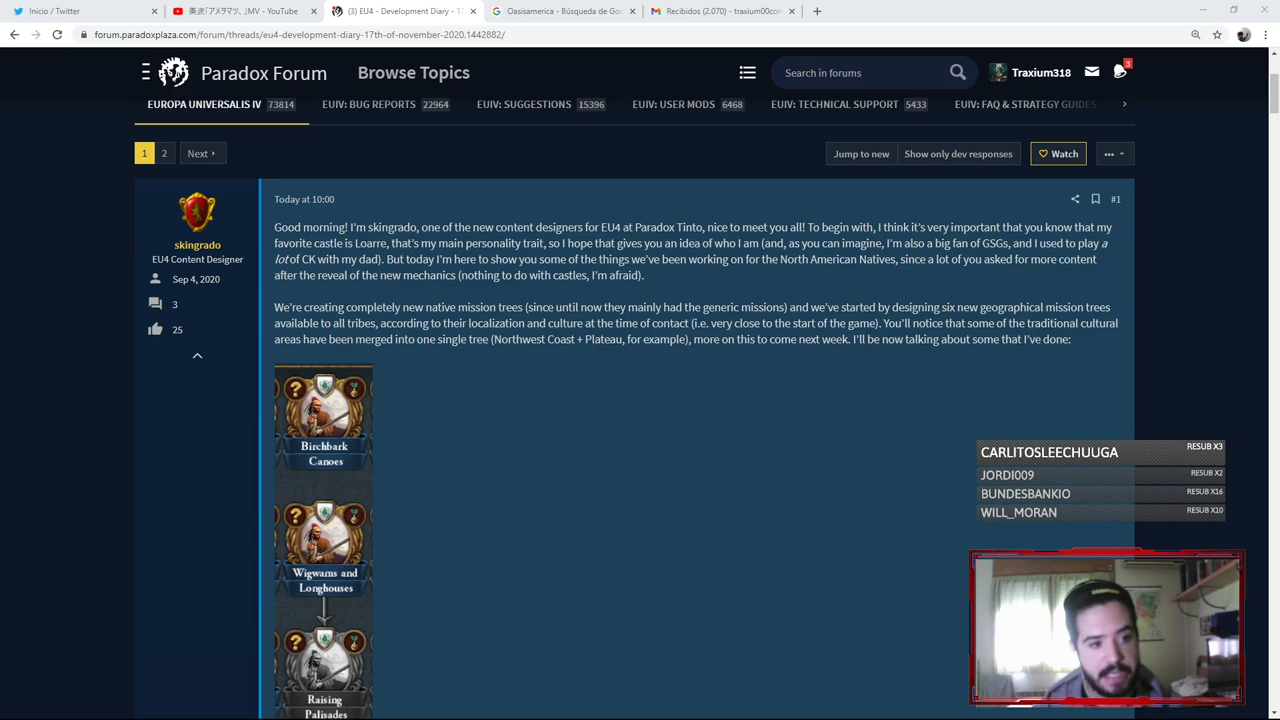 Inicio / Twitter
美波「アメヲマツ、」MV - YouTube
(3) EU4 - Development Diary - 17
Oasisamerica - Búsqueda de Goo
Recibidos (2.070) - traxium00com
forum.paradoxplaza.com/forum/threads/eu4-development-diary-17th-of-november-2020.1442882/
Paradox Forum
Browse Topics
Search in forums
Traxium318
3
EUROPA UNIVERSALIS IV 73814
EUIV: BUG REPORTS 22964
EUIV: SUGGESTIONS 15396
EUIV: USER MODS 6468
EUIV: TECHNICAL SUPPORT 5433
EUIV: FAQ & STRATEGY GUIDES
1 2 Next
Jump to new
Show only dev responses
Watch
skingrado
EU4 Content Designer
Sep 4, 2020
3
25
Today at 10:00
#1
Good morning! I'm skingrado, one of the new content designers for EU4 at Paradox Tinto, nice to meet you all! To begin with, I think it's very important that you know that my
favorite castle is Loarre, that's my main personality trait, so I hope that gives you an idea of who I am (and, as you can imagine, I'm also a big fan of GSGs, and I used to play a
lot of CK with my dad). But today I'm here to show you some of the things we've been working on for the North American Natives, since a lot of you asked for more content
after the reveal of the new mechanics (nothing to do with castles, I'm afraid).
We're creating completely new native mission trees (since until now they mainly had the generic missions) and we've started by designing six new geographical mission trees
available to all tribes, according to their localization and culture at the time of contact (i.e. very close to the start of the game). You'll notice that some of the traditional cultural
areas have been merged into one single tree (Northwest Coast + Plateau, for example), more on this to come next week. I'll be now talking about some that I've done:
Birchbark
Canoes
Wigwams and
Longhouses
Raising
Palisades
CARLITOSLEECHUUGA RESUB X3
JORDI009 RESUB X2
BUNDESBANKIO RESUB X16
WILL_MORAN RESUB X10